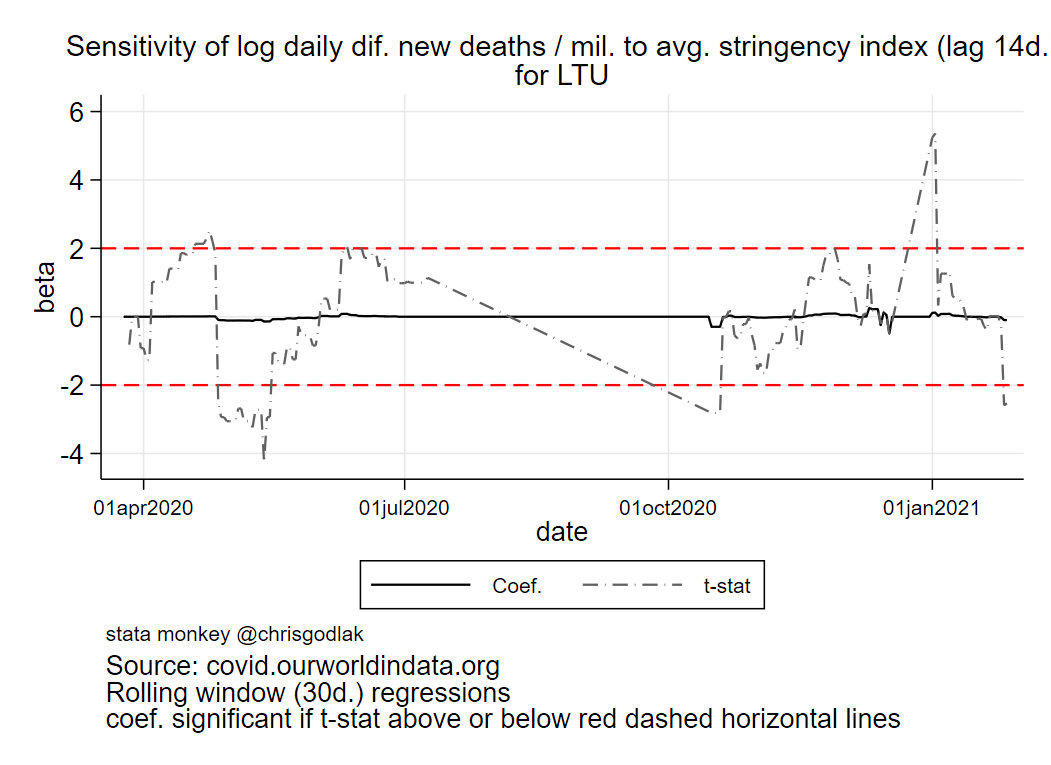 Sensitivity of log daily dif. new deaths / mil. to avg. stringency index (lag 14d.
for LTU
6
4
2
0
-2
-4
beta
01apr2020 01jul2020 01oct2020 01jan2021
date
Coef. t-stat
stata monkey @chrisgodlak
Source: covid.ourworldindata.org
Rolling window (30d.) regressions
coef. significant if t-stat above or below red dashed horizontal lines